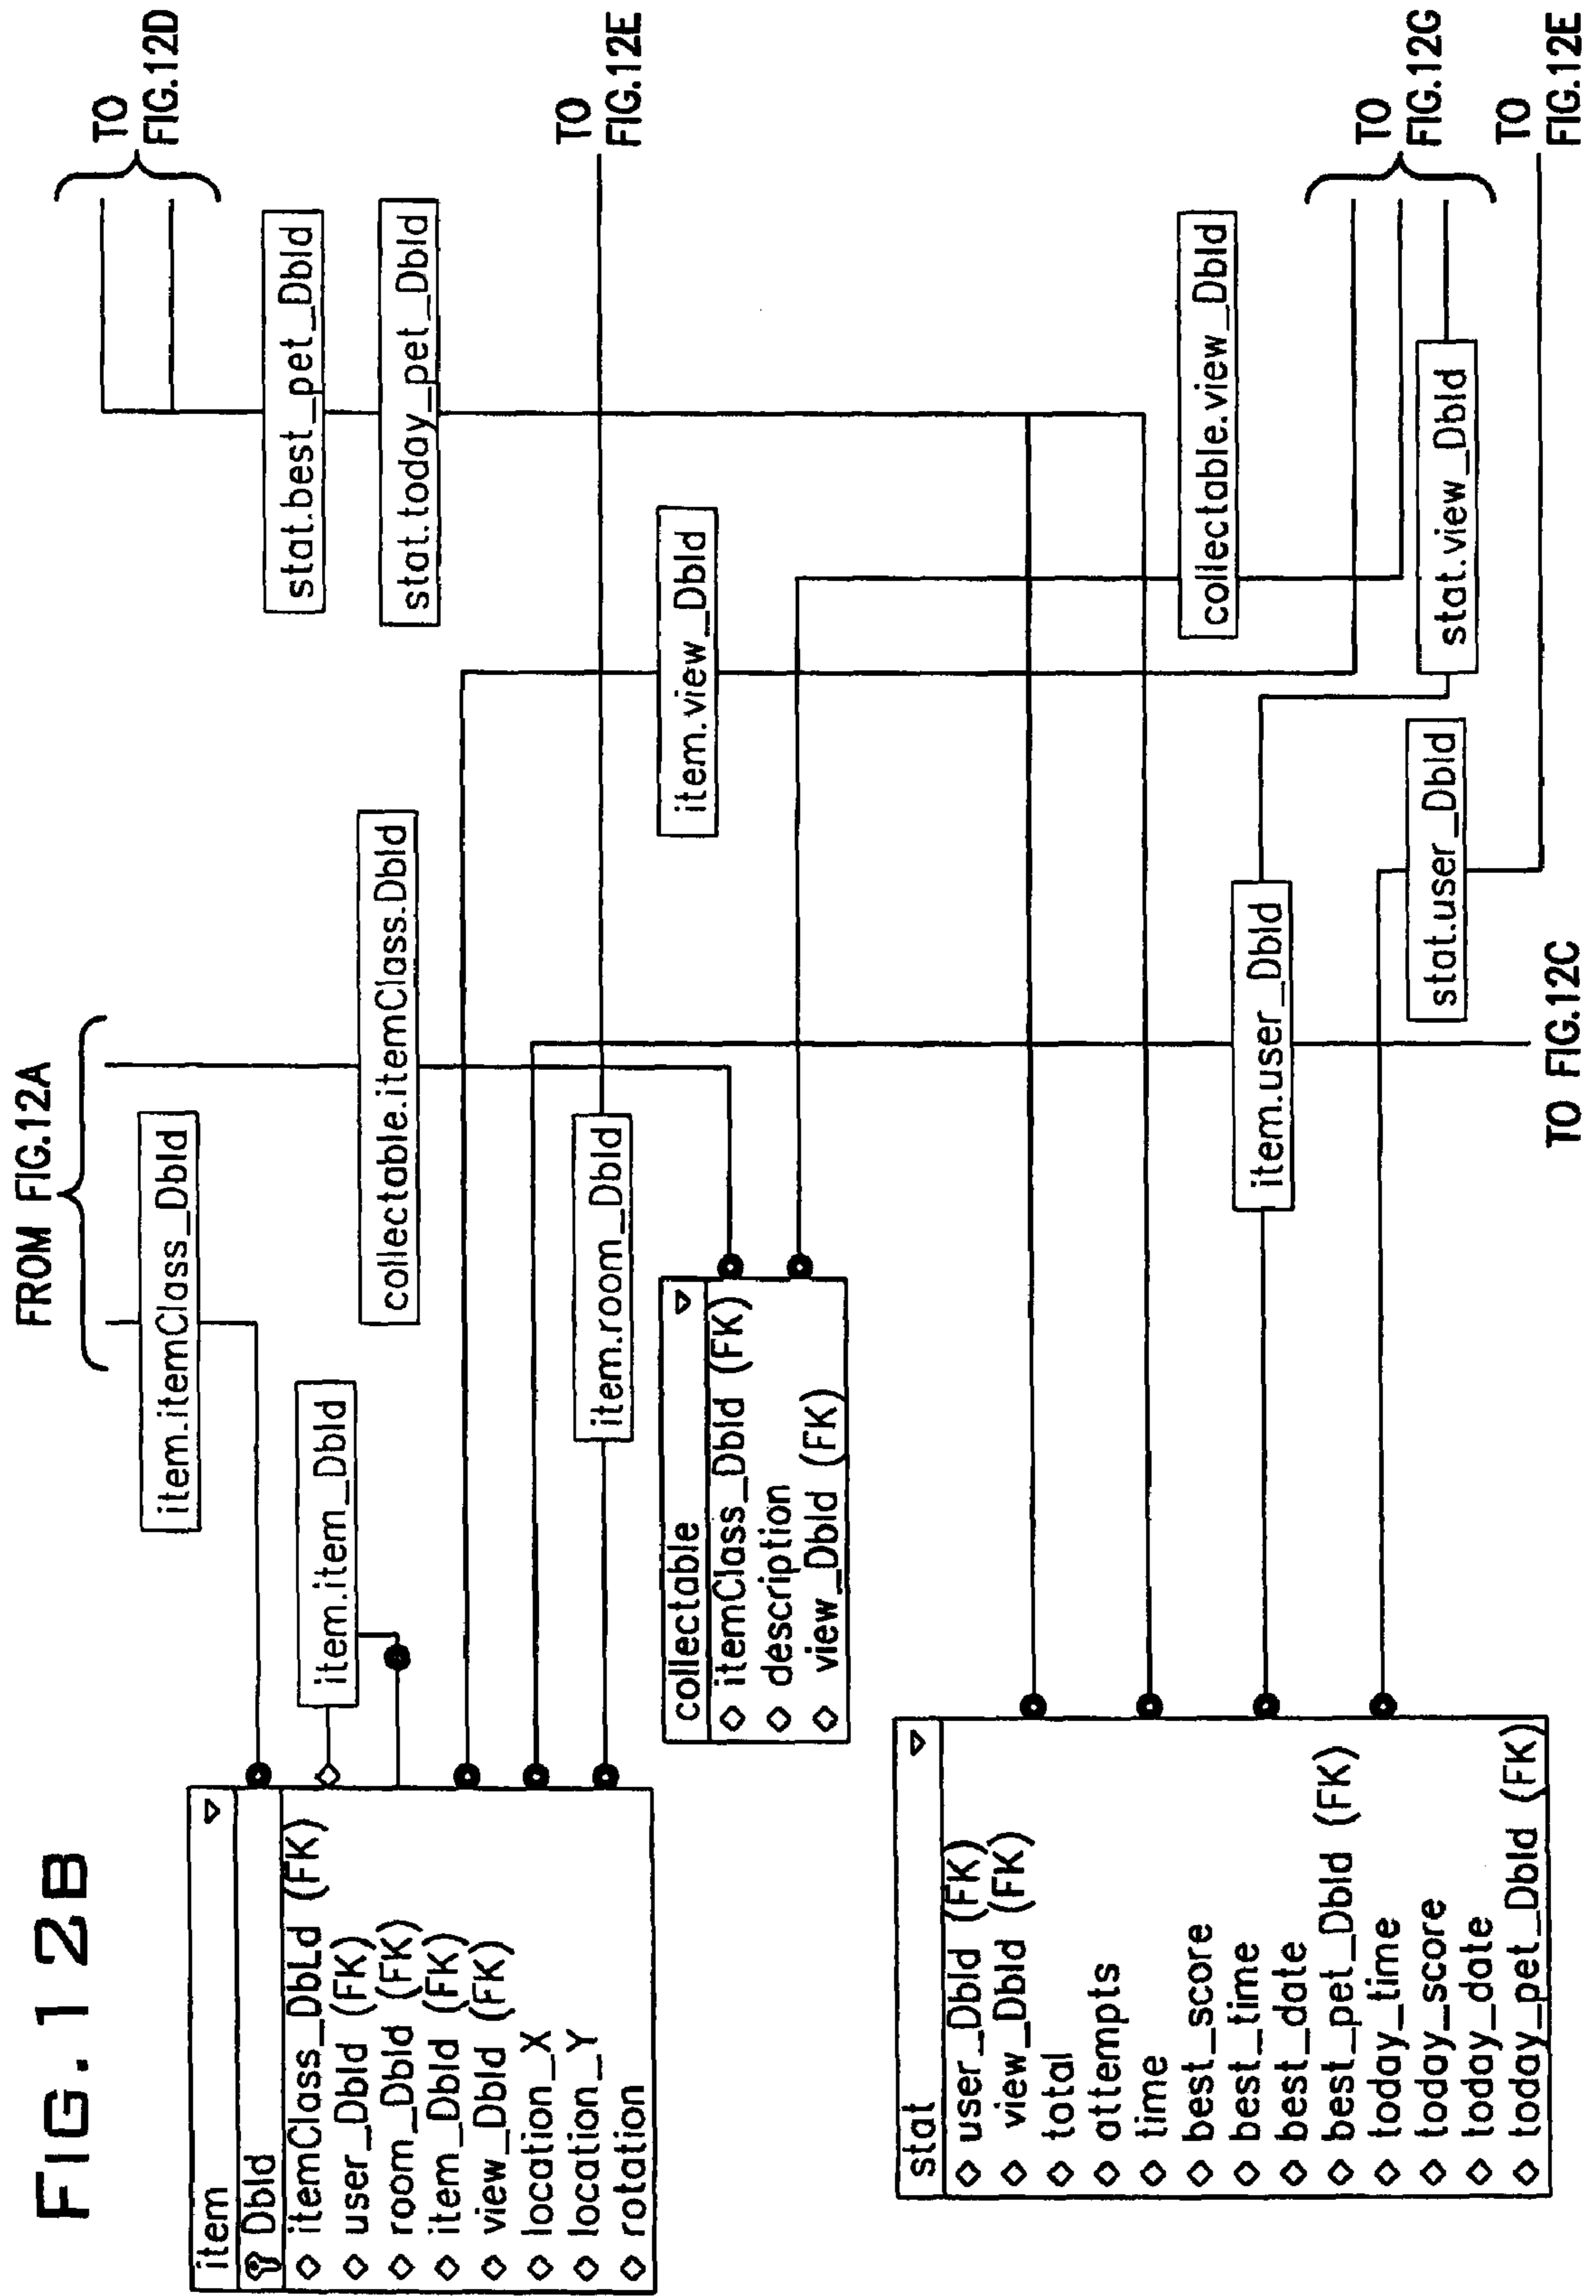 FIG.12B
FROM FIG.12A
item.itemClass_DbId
collectable.itemClass.DbId
item.item_DbId
item
DbId
itemClass_DbLd (FK)
user_DbId (FK)
room_DbId (FK)
item_DbId (FK)
view_DbId (FK)
location_X
location_Y
rotation
item.room_DbId
TO
FIG.12D
stat.best_pet_DbId
stat.today_pet_DbId
TO
FIG.12E
item.view_DbId
collectable
itemClass_DbId (FK)
description
view_DbId (FK)
collectable.view_DbId
stat
user_DbId (FK)
view_DbId (FK)
total
attempts
time
best_score
best_time
best_date
best_pet_DbId (FK)
today_time
today_score
today_date
today_pet_DbId (FK)
item.user_DbId
stat.view_DbId
stat.user_DbId
TO
FIG.12G
TO
FIG.12E
TO FIG.12C